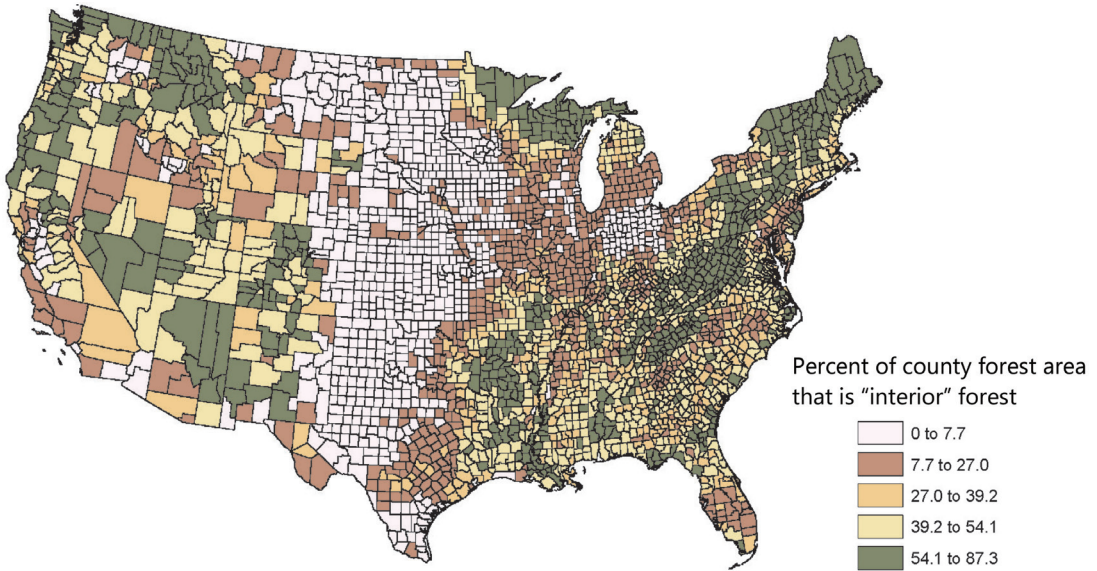 Percent of county forest area
that is “interior” forest
0 to 7.7
7.7 to 27.0
27.0 to 39.2
39.2 to 54.1
54.1 to 87.3